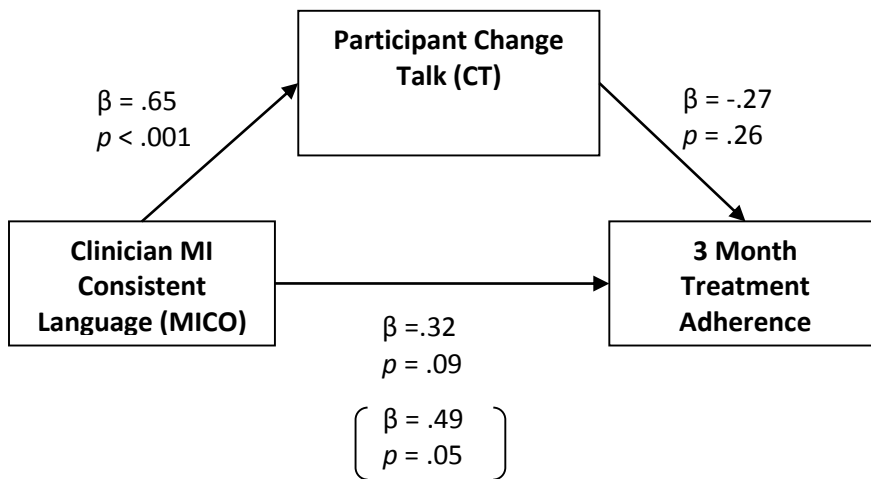 Participant Change
Talk (CT)
β = .65
p < .001
β = -.27
p = .26
Clinician MI
Consistent
Language (MICO)
3 Month
Treatment
Adherence
β =.32
p = .09
β = .49
p = .05